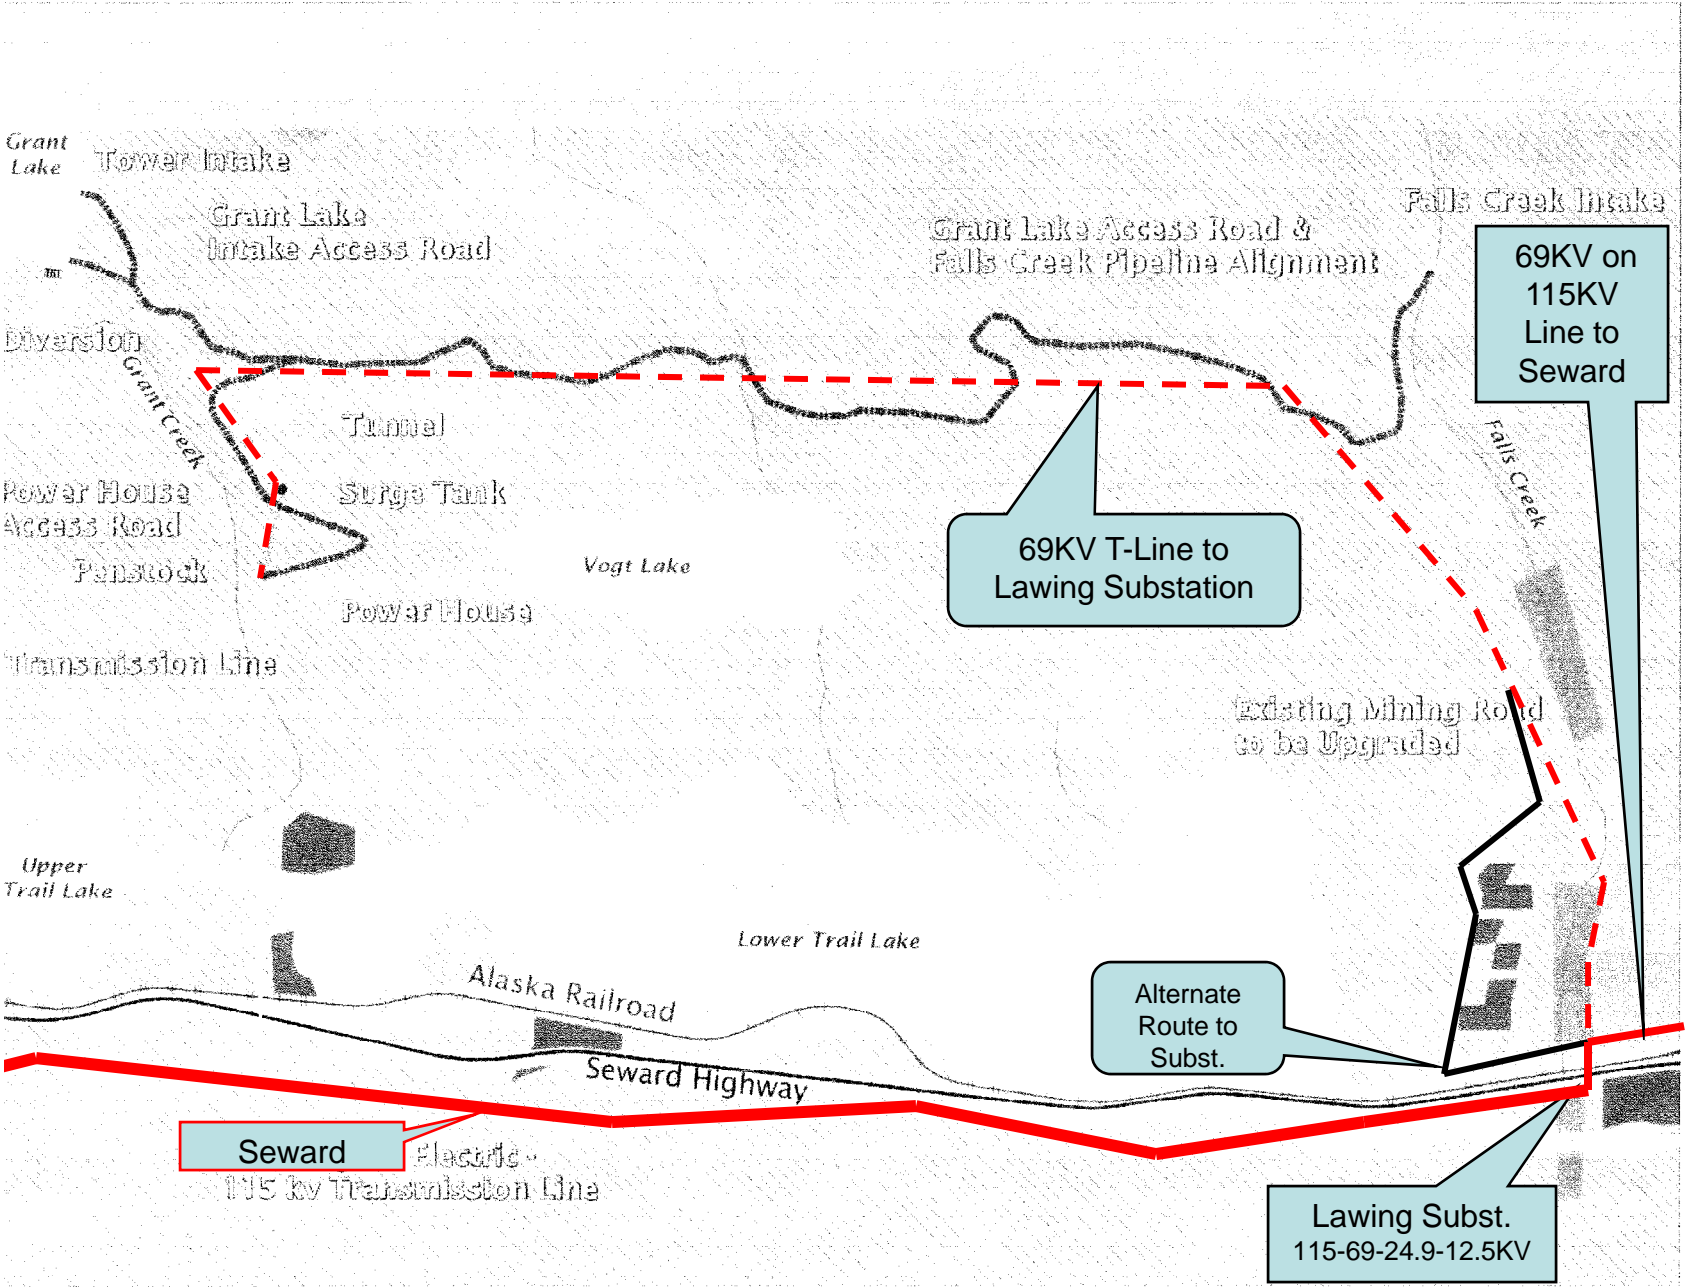 Grant
Lake
Tower Intake
Grant Lake
Intake Access Road
Grant Lake Access Road &
Falls Creek Pipeline Alignment
Falls Creek Intake
69KV on
115KV
Line to
Seward
Diversion
Grant Creek
Tunnel
Falls Creek
Power House
Access Road
Surge Tank
Penstock
69KV T-Line to
Lawing Substation
Vogt Lake
Power House
Transmission Line
Existing Mining Road
to be Upgraded
Upper
Trail Lake
Lower Trail Lake
Alaska Railroad
Alternate
Route to
Subst.
Seward Highway
Seward
Electric -
115 kv Transmission Line
Lawing Subst.
115-69-24.9-12.5KV